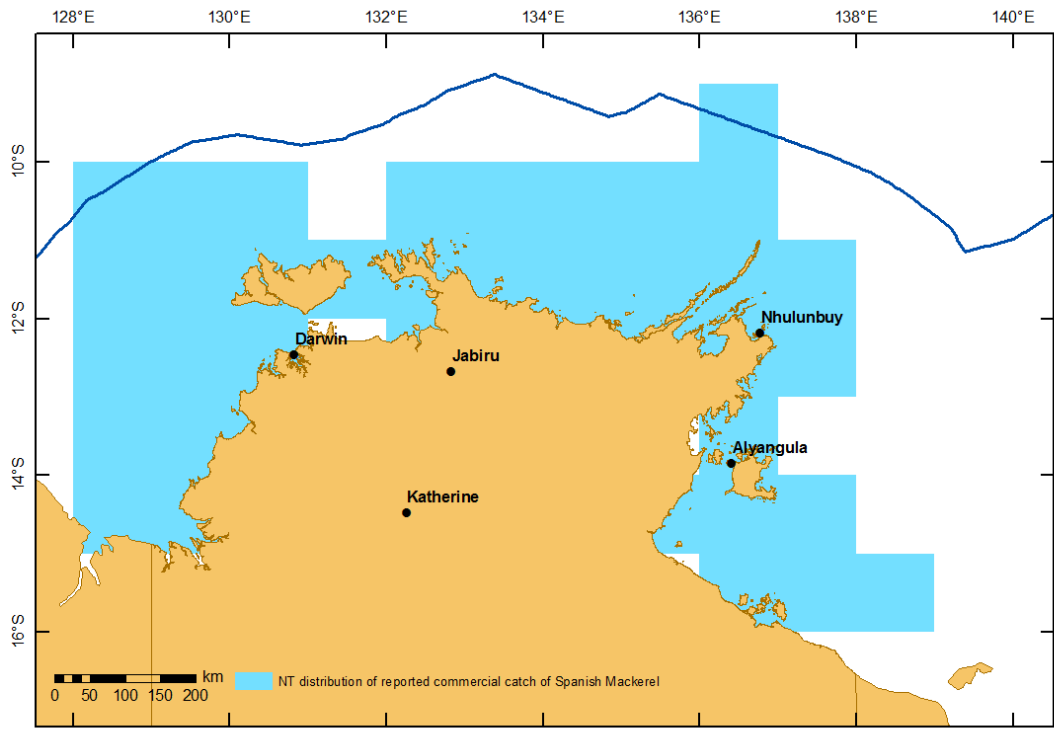 128°E 130°E 132°E 134°E 136°E 138°E 140°E
10°S
12°S
Nhulunbuy
Darwin
Jabiru
Alyangula
14°S
Katherine
16°S
km
0 50 100 150 200
NT distribution of reported commercial catch of Spanish Mackerel